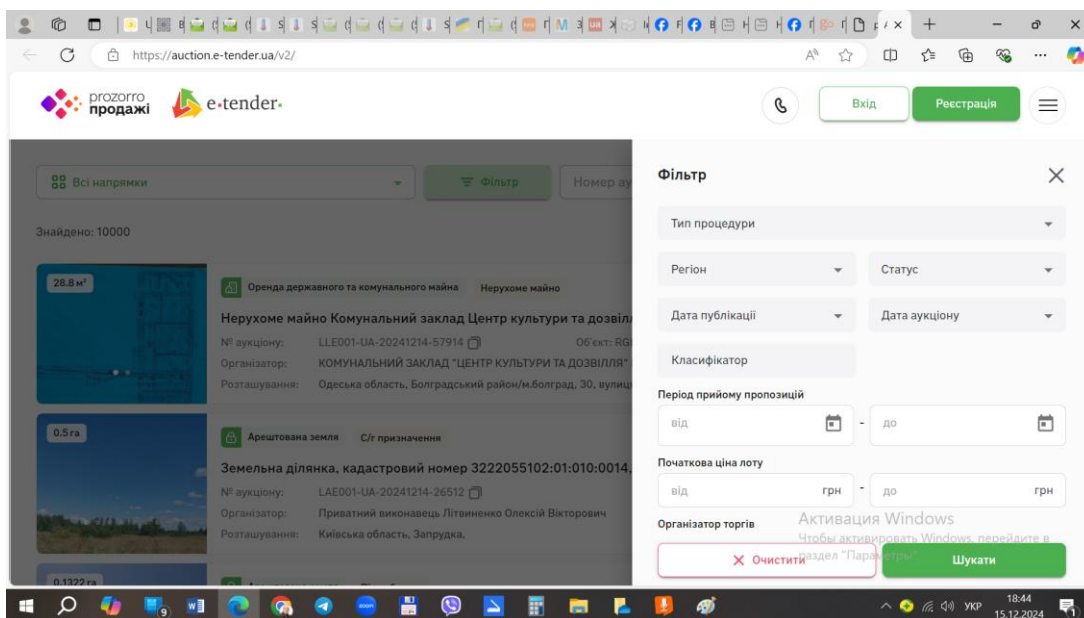 https://auction.e-tender.ua/v2/
prozorro
продажі
e-tender
Вхід
Реєстрація
Всі напрямки
Фільтр
Номер ау
Знайдено: 10000
28.8 м²
Оренда державного та комунального майна Нерухоме майно
Нерухоме майно Комунальний заклад Центр культури та дозвілл
№ аукціону: LLE001-UA-20241214-57914 Об'єкт: RG
Організатор: КОМУНАЛЬНИЙ ЗАКЛАД "ЦЕНТР КУЛЬТУРИ ТА ДОЗВІЛЛЯ"
Розташування: Одеська область, Болградський район/м.болград, 30, вулиц
0.5 га
Арештована земля С/г призначення
Земельна ділянка, кадастровий номер 3222055102:01:010:0014,
№ аукціону: LAE001-UA-20241214-26512
Організатор: Приватний виконавець Літвиненко Олексій Вікторович
Розташування: Київська область, Запрудка,
0.1322 га
Фільтр
Тип процедури
Регіон
Статус
Дата публікації
Дата аукціону
Класифікатор
Період прийому пропозицій
від - до
Початкова ціна лоту
від грн - до грн
Організатор торгів
Активация Windows
Чтобы активировать Windows, перейдите в
раздел "Параметры"
Очистити
Шукати
zoom
9
УКР
18:44
15.12.2024
1